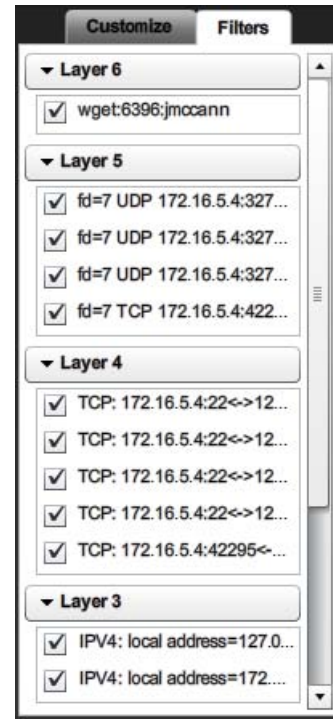 Customize
Filters
Layer 6
wget:6396:jmccann
Layer 5
fd=7 UDP 172.16.5.4:327...
fd=7 UDP 172.16.5.4:327...
fd=7 UDP 172.16.5.4:327...
fd=7 TCP 172.16.5.4:422...
Layer 4
TCP: 172.16.5.4:22<->12...
TCP: 172.16.5.4:22<->12...
TCP: 172.16.5.4:22<->12...
TCP: 172.16.5.4:22<->12...
TCP: 172.16.5.4:42295<-...
Layer 3
IPV4: local address=127.0...
IPV4: local address=172....